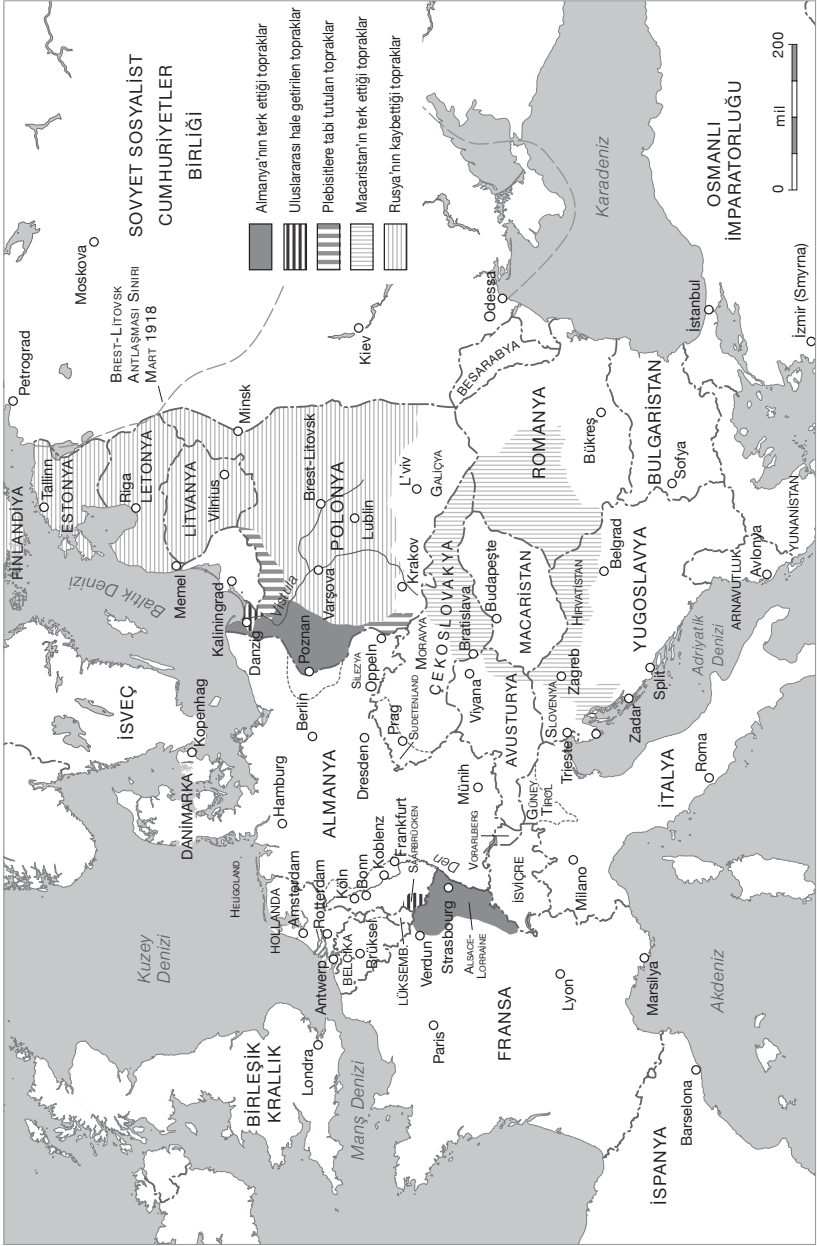 FİNLANDİYA
Petrograd
Tallinn
ESTONYA
Moskova
SOVYET SOSYALİST
CUMHURİYETLER
BİRLİĞİ
BREST-LİTOVSK
ANTLAŞMASI SINIRI
MART 1918
Riga
LETONYA
LİTVANYA
Vilnius
Minsk
Memel
Baltık Denizi
İSVEÇ
Kopenhag
DANİMARKA
Kuzey
Denizi
HELIGOLAND
BİRLEŞİK
KRALLIK
Londra
Manş Denizi
Kaliningrad
Danzig
Vistula
Poznan
Varşova
Brest-Litovsk
POLONYA
Lublin
Krakov
L'viv
GALİÇYA
Kiev
Almanya'nın terk ettiği topraklar
Uluslararası hale getirilen topraklar
Plebisitlere tabi tutulan topraklar
Macaristan'ın terk ettiği topraklar
Rusya'nın kaybettiği topraklar
Hamburg
Berlin
ALMANYA
Dresden
SİLEZYA
Oppeln
HOLLANDA
Amsterdam
Rotterdam
Antwerp
BELÇİKA
Brüksel
Köln
Bonn
Koblenz
Frankfurt
SAARBRÜCKEN
LÜKSEMB.
Verdun
Strasbourg
ALSACE-
LORRAINE
Paris
FRANSA
Lyon
Marsilya
Prag
SUDETENLAND
MORAVYA
ÇEKOSLOVAKYA
Bratislava
Viyana
Münih
Den
VORARLBERG
AVUSTURYA
GÜNEY
TİROL
İSVİÇRE
Milano
Budapeşte
MACARİSTAN
SLOVENYA
Zagreb
HIRVATİSTAN
Trieste
Belgrad
YUGOSLAVYA
Zadar
Split
Adriyatik
Denizi
İTALYA
Roma
BESARABYA
Odessa
ROMANYA
Bükreş
BULGARİSTAN
Sofya
ARNAVUTLUK
Avlonya
YUNANİSTAN
Karadeniz
İstanbul
OSMANLI
İMPARATORLUĞU
İzmir (Smyrna)
Akdeniz
İSPANYA
Barselona
0
mil
200